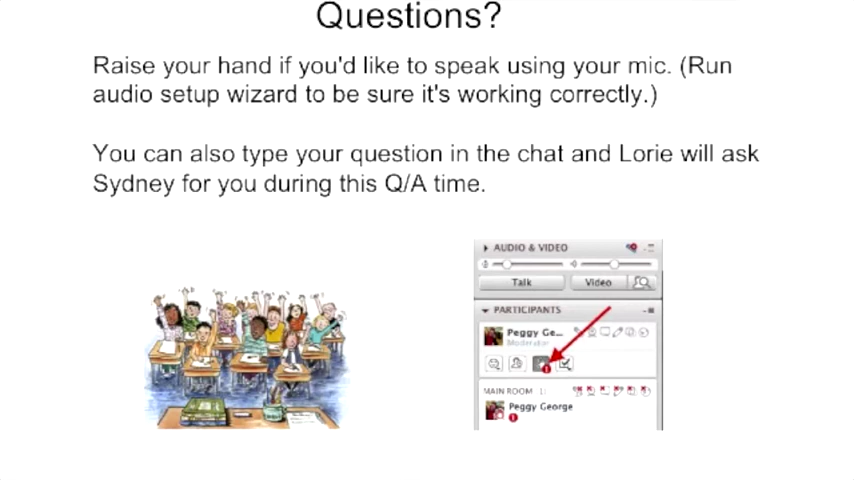 Questions?
Raise your hand if you'd like to speak using your mic. (Run
audio setup wizard to be sure it's working correctly.)
You can also type your question in the chat and Lorie will ask
Sydney for you during this Q/A time.
AUDIO & VIDEO
Talk Video
PARTICIPANTS
Peggy Ge...
Moderator
1
MAIN ROOM
Peggy George
1